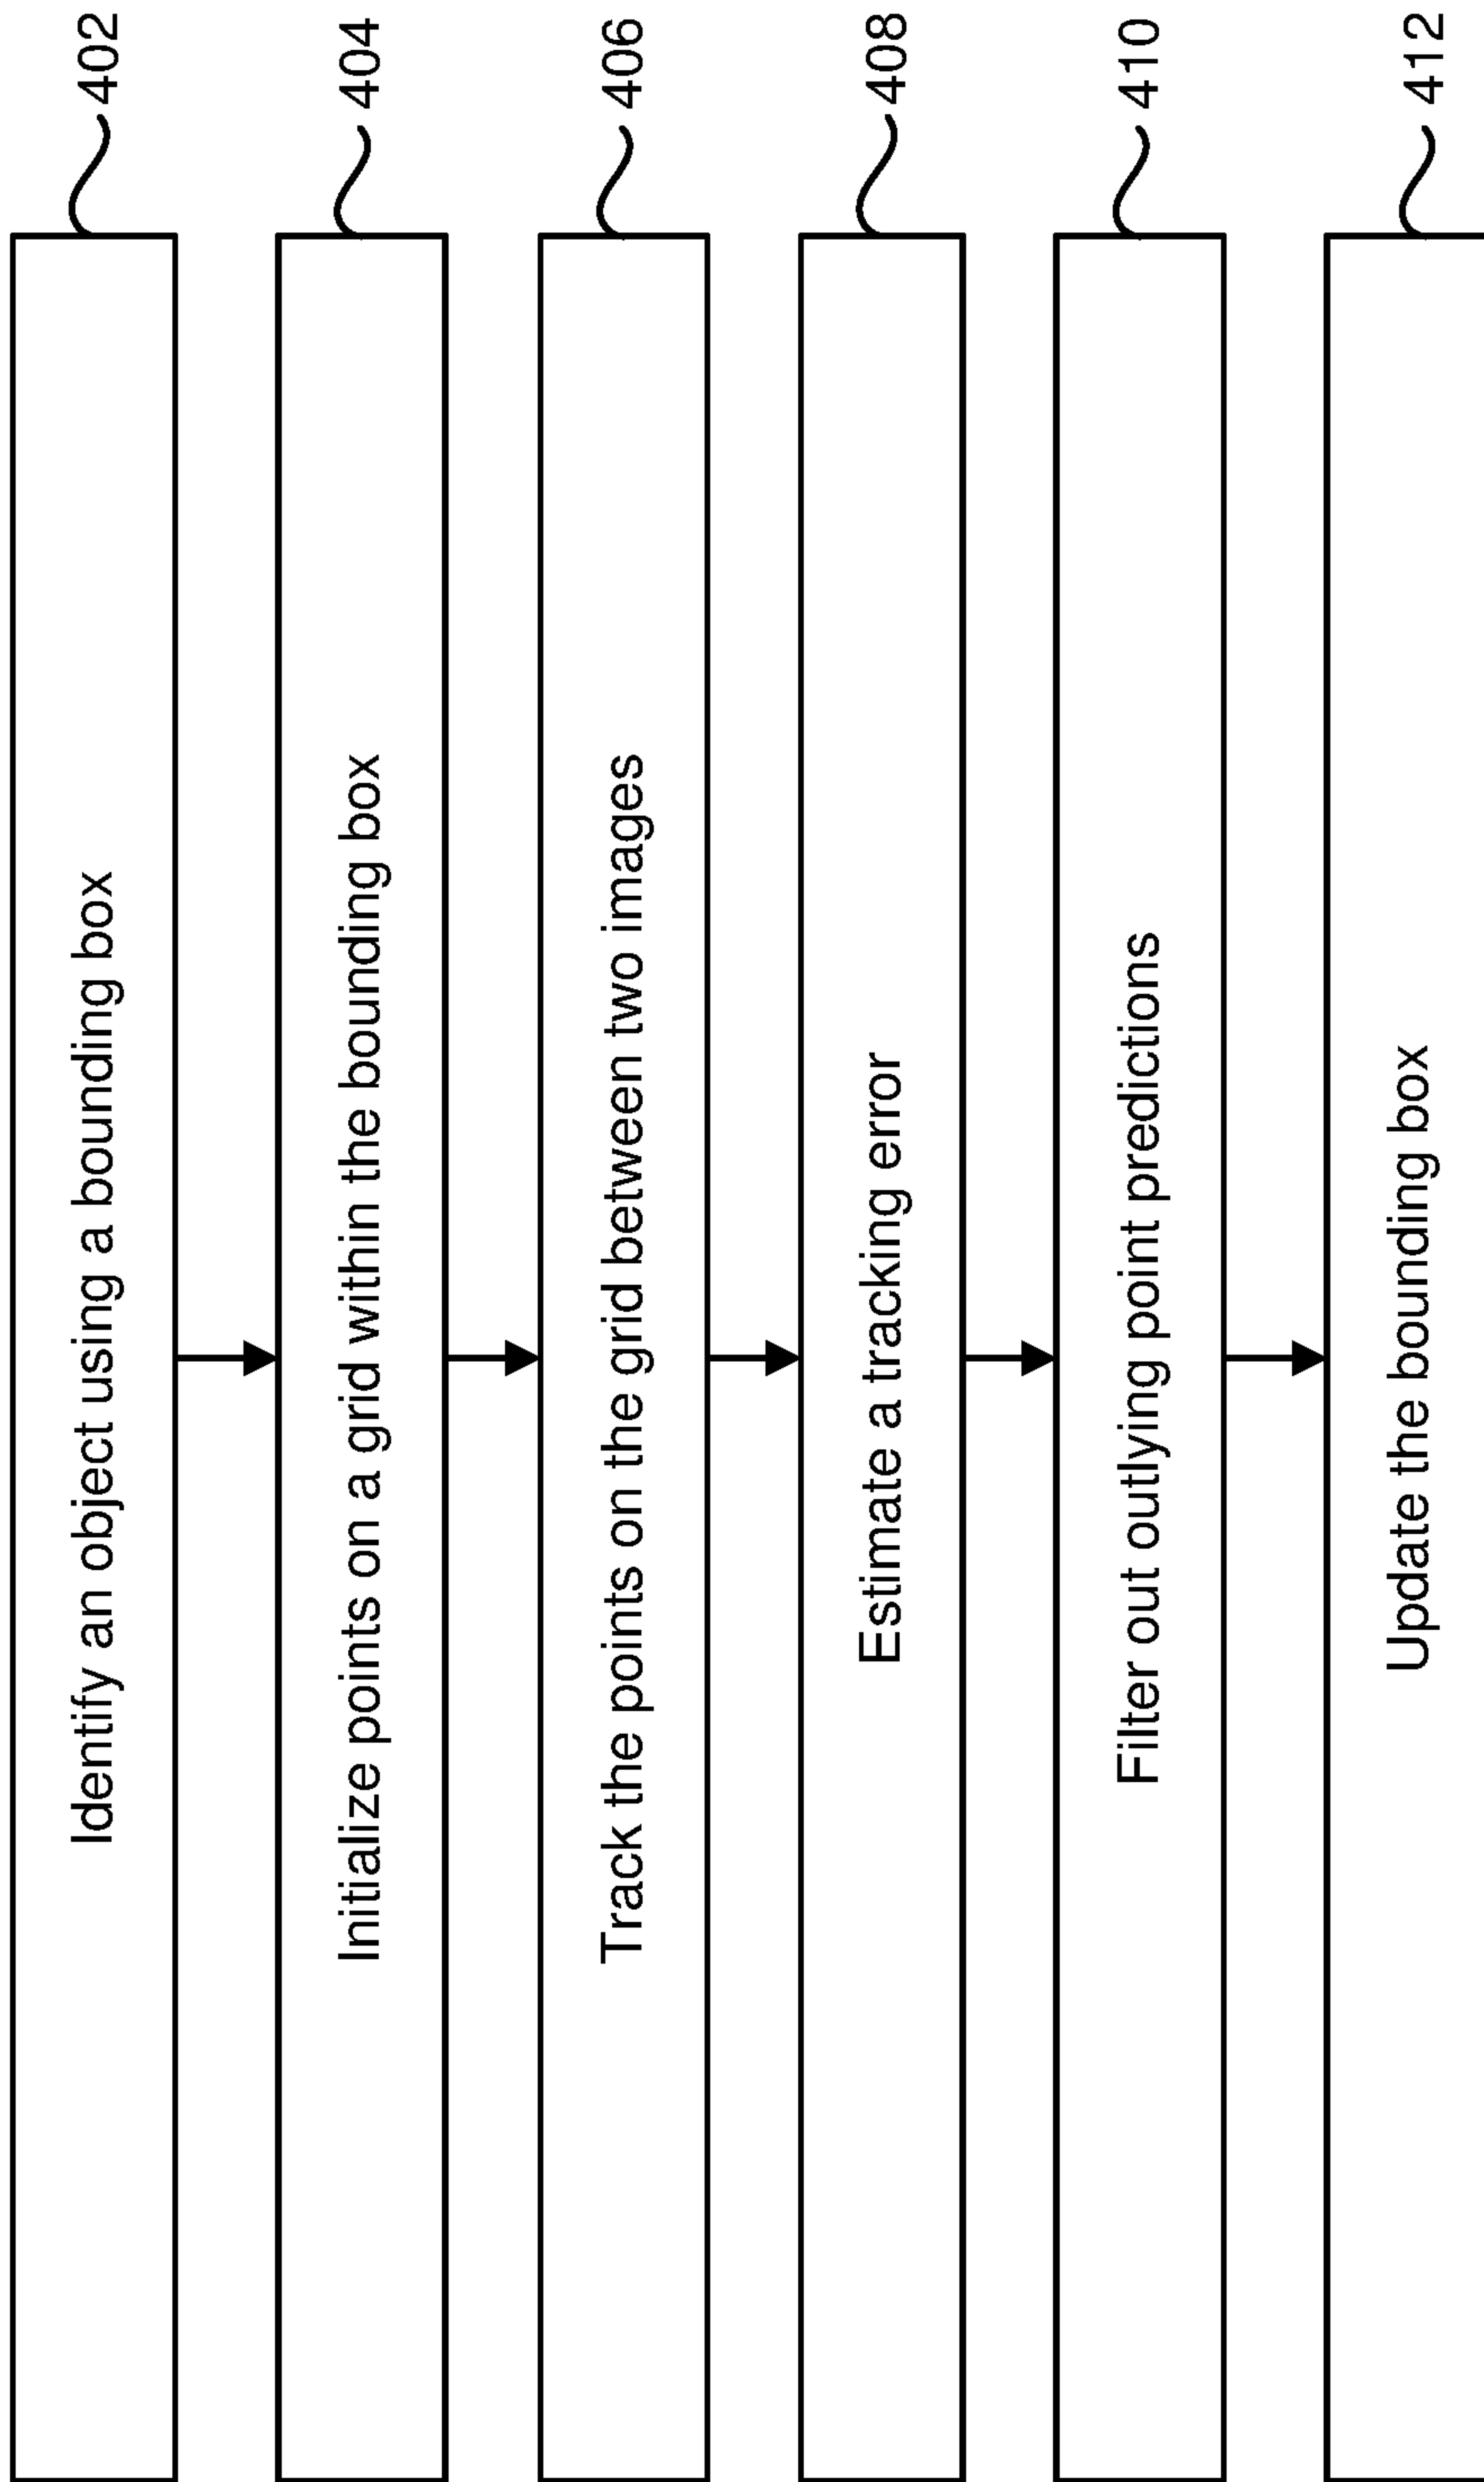 Identify an object using a bounding box
402
Initialize points on a grid within the bounding box
404
Track the points on the grid between two images
406
Estimate a tracking error
408
Filter out outlying point predictions
410
Update the bounding box
412